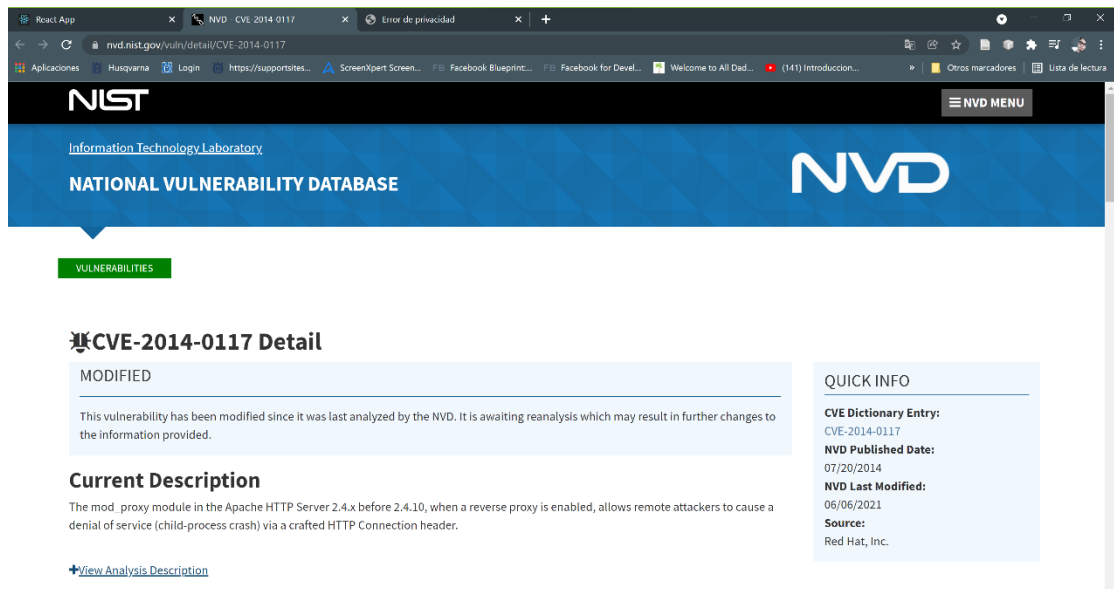 React App
NVD - CVE-2014-0117
Error de privacidad
nvd.nist.gov/vuln/detail/CVE-2014-0117
Aplicaciones Husqvarna Login https://supportsites... ScreenXpert Screen... FB Facebook Blueprint:... FB Facebook for Devel... Welcome to All Dad... (141) Introduccion... » Otros marcadores Lista de lectura
NIST
NVD MENU
Information Technology Laboratory
NATIONAL VULNERABILITY DATABASE
NVD
VULNERABILITIES
CVE-2014-0117 Detail
MODIFIED
This vulnerability has been modified since it was last analyzed by the NVD. It is awaiting reanalysis which may result in further changes to
the information provided.
Current Description
The mod_proxy module in the Apache HTTP Server 2.4.x before 2.4.10, when a reverse proxy is enabled, allows remote attackers to cause a
denial of service (child-process crash) via a crafted HTTP Connection header.
View Analysis Description
QUICK INFO
CVE Dictionary Entry:
CVE-2014-0117
NVD Published Date:
07/20/2014
NVD Last Modified:
06/06/2021
Source:
Red Hat, Inc.